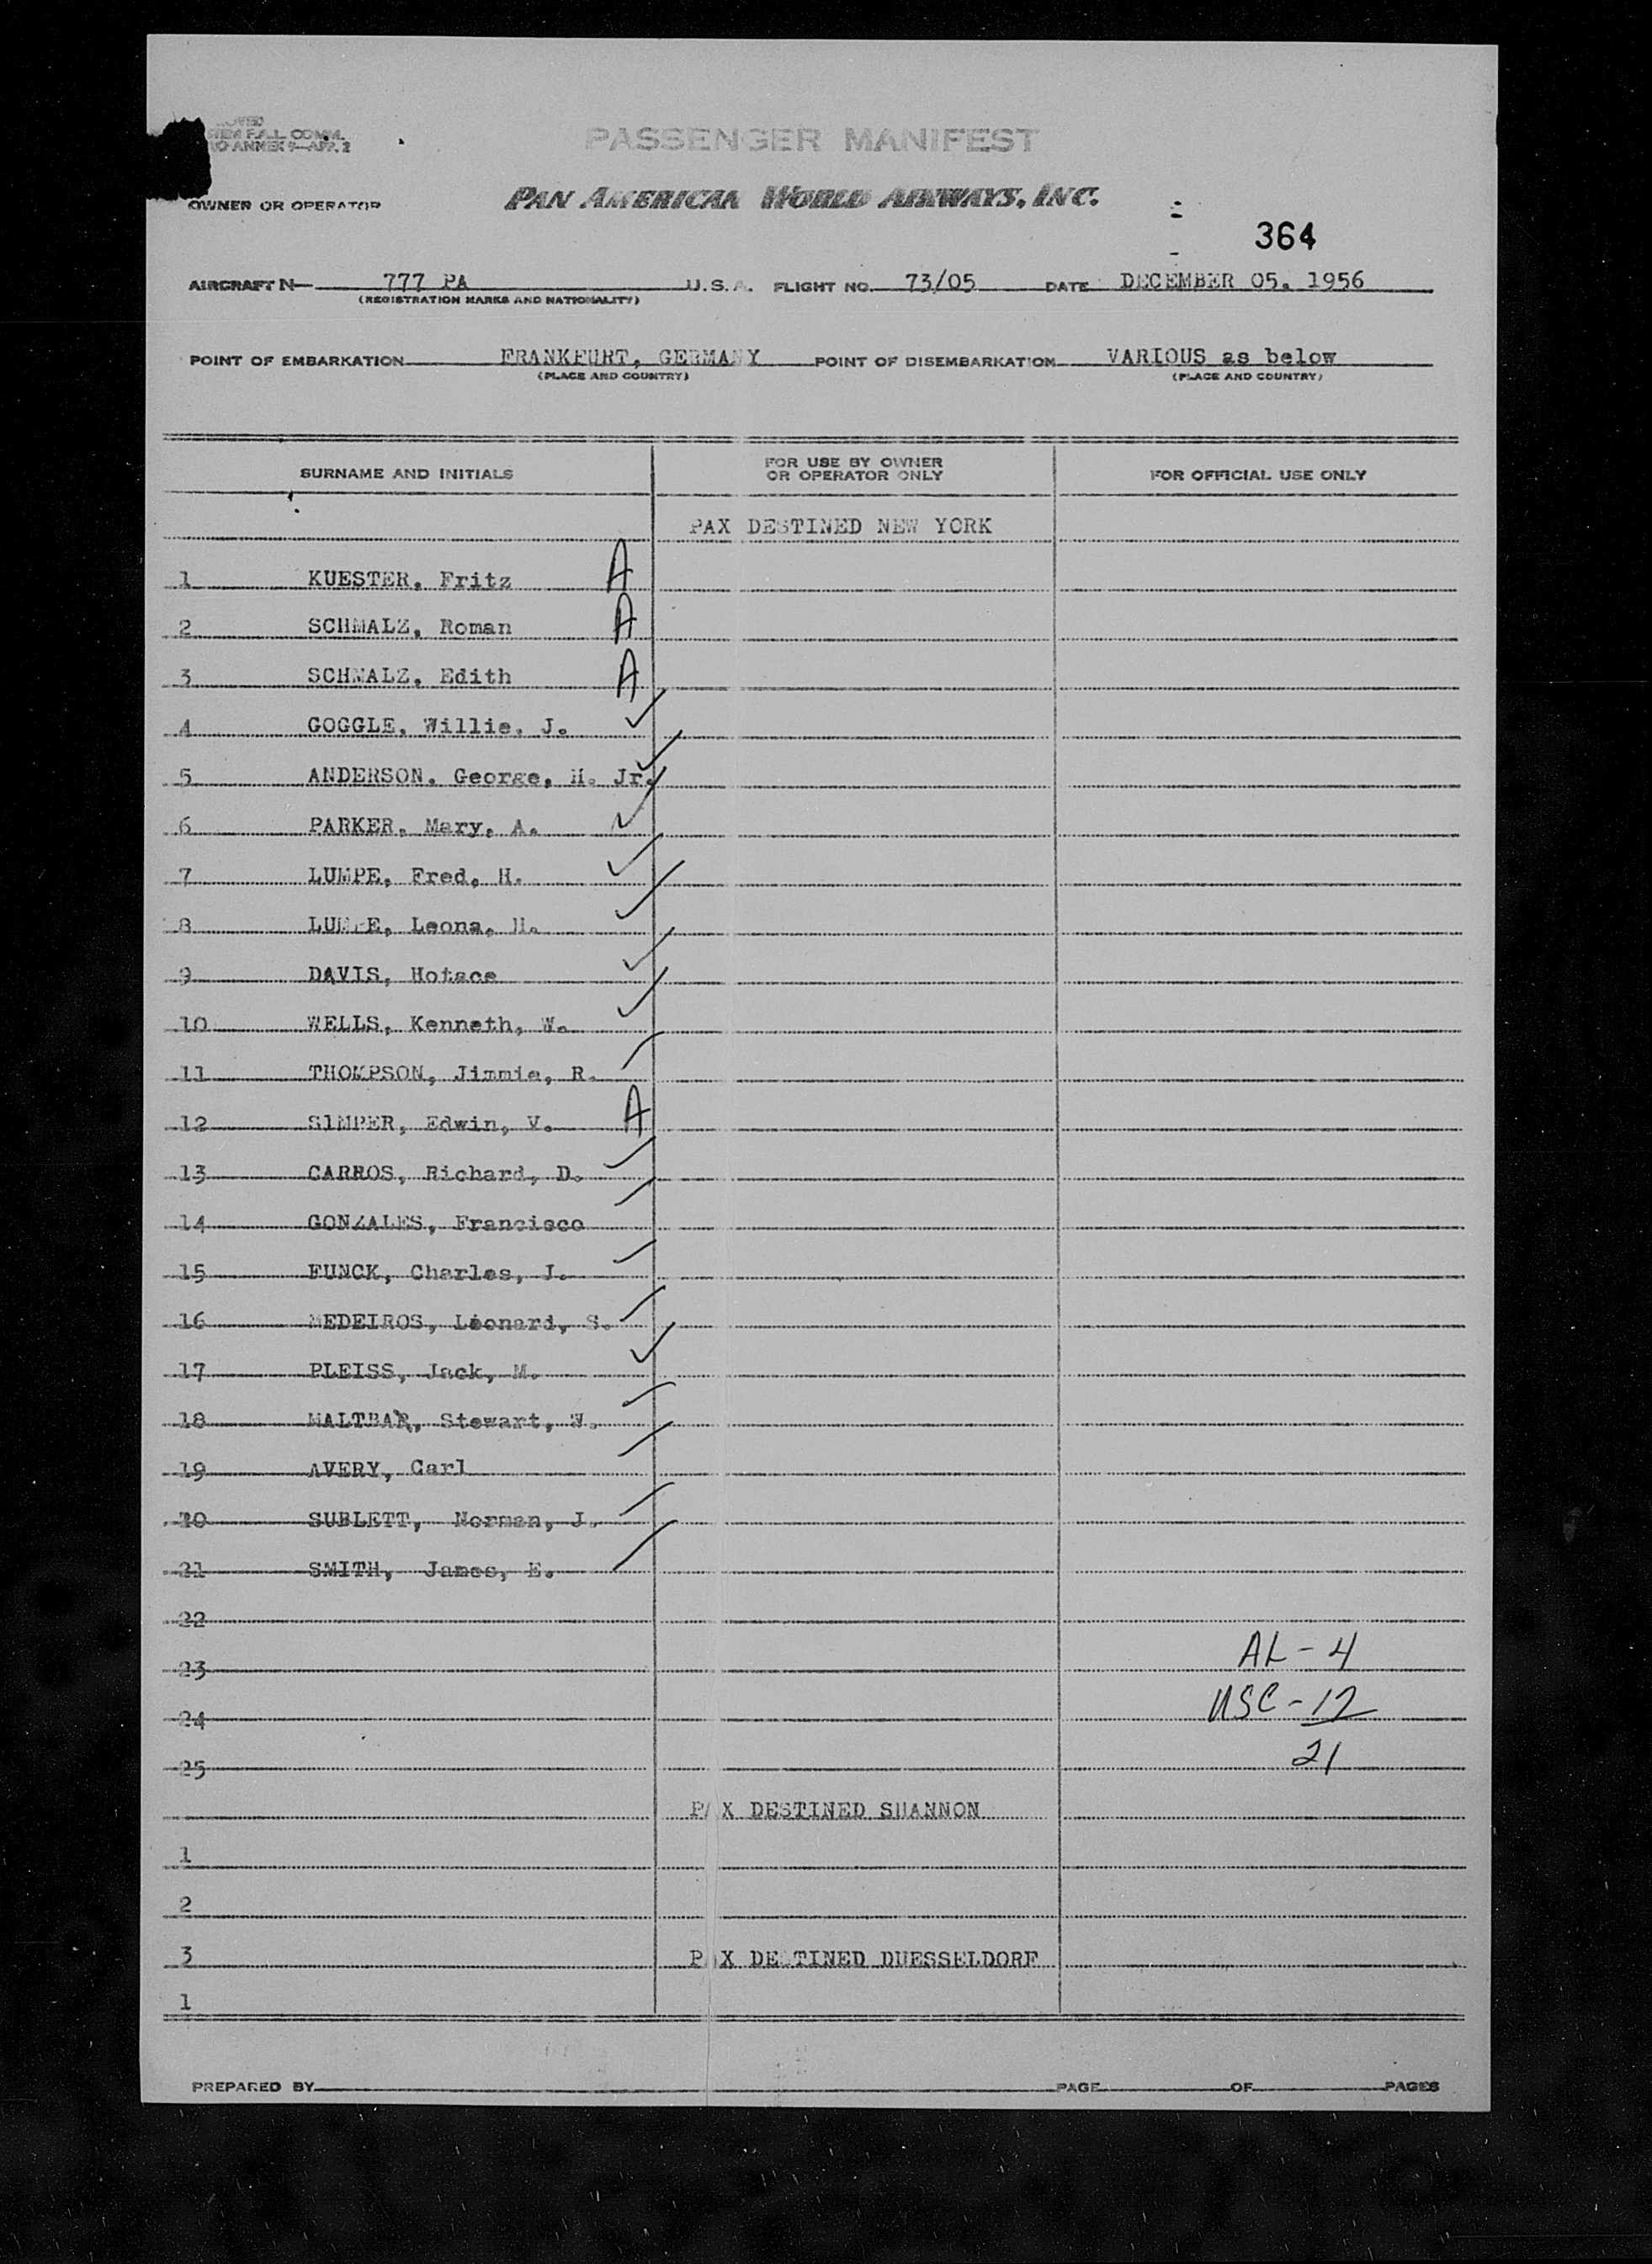 F.A.L. COMM.
ANNEX 9—APP. 2
PASSENGER MANIFEST
OWNER OR OPERATOR PAN AMERICAN WORLD AIRWAYS, INC.
364
AIRCRAFT N— 777 PA U.S.A. FLIGHT NO. 73/05 DATE DECEMBER 05, 1956
(REGISTRATION MARKS AND NATIONALITY)
POINT OF EMBARKATION FRANKFURT, GERMANY POINT OF DISEMBARKATION VARIOUS as below
(PLACE AND COUNTRY) (PLACE AND COUNTRY)
SURNAME AND INITIALS FOR USE BY OWNER OR OPERATOR ONLY FOR OFFICIAL USE ONLY
PAX DESTINED NEW YORK
1 KUESTER, Fritz A
2 SCHMALZ, Roman A
3 SCHMALZ, Edith A
4 GOGGLE, Willie, J. ✓
5 ANDERSON, George, H. Jr. ✓
6 PARKER, Mary, A. ✓
7 LUMPE, Fred, H. ✓
8 LUMPE, Leona, H. ✓
9 DAVIS, Hotace ✓
10 WELLS, Kenneth, W. ✓
11 THOMPSON, Jimmie, R. ✓
12 SIMPER, Edwin, V. A
13 CARROS, Richard, D. ✓
14 GONZALES, Francisco ✓
15 FUNCK, Charles, J. ✓
16 MEDEIROS, Leonard, S. ✓
17 PLEISS, Jack, M. ✓
18 MALTBAR, Stewart, W. ✓
19 AVERY, Carl ✓
20 SUBLETT, Norman, J. ✓
21 SMITH, James, E. ✓
22
23 AL - 4
24 USC - 17
25 21
PAX DESTINED SHANNON
1
2
3 PAX DESTINED DUESSELDORF
1
PREPARED BY PAGE OF PAGES